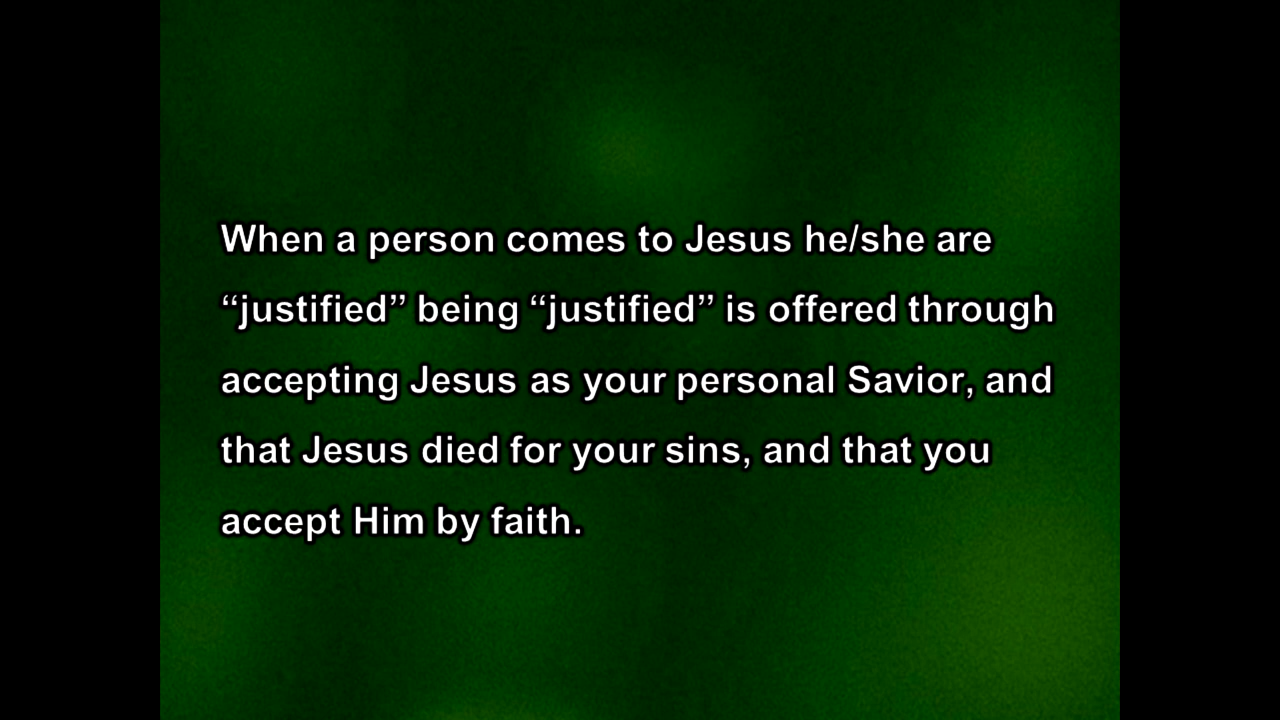 When a person comes to Jesus he/she are
“justified” being “justified” is offered through
accepting Jesus as your personal Savior, and
that Jesus died for your sins, and that you
accept Him by faith.